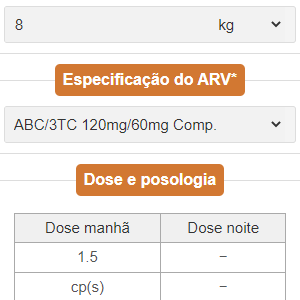 8 kg
Especificação do ARV*
ABC/3TC 120mg/60mg Comp.
Dose e posologia
Dose manhã Dose noite
1.5 –
cp(s) –